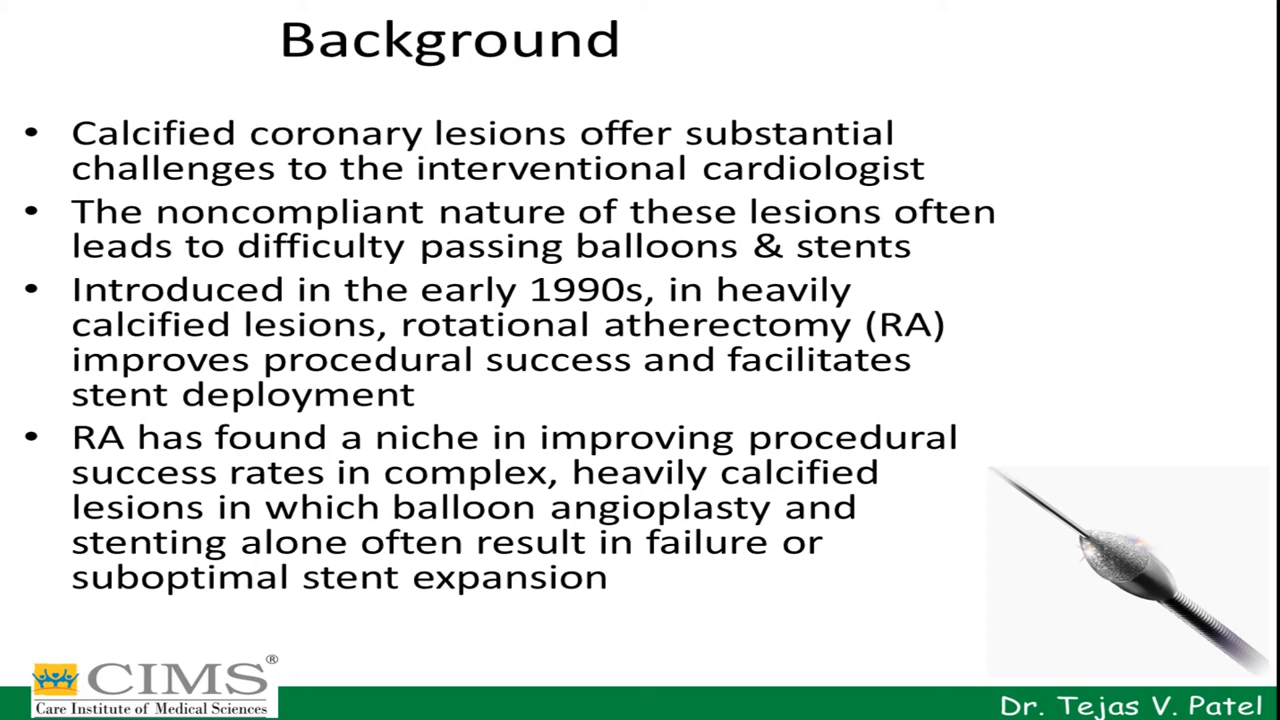 Background
• Calcified coronary lesions offer substantial
challenges to the interventional cardiologist
• The noncompliant nature of these lesions often
leads to difficulty passing balloons & stents
• Introduced in the early 1990s, in heavily
calcified lesions, rotational atherectomy (RA)
improves procedural success and facilitates
stent deployment
• RA has found a niche in improving procedural
success rates in complex, heavily calcified
lesions in which balloon angioplasty and
stenting alone often result in failure or
suboptimal stent expansion
CIMS®
Care Institute of Medical Sciences
Dr. Tejas V. Patel